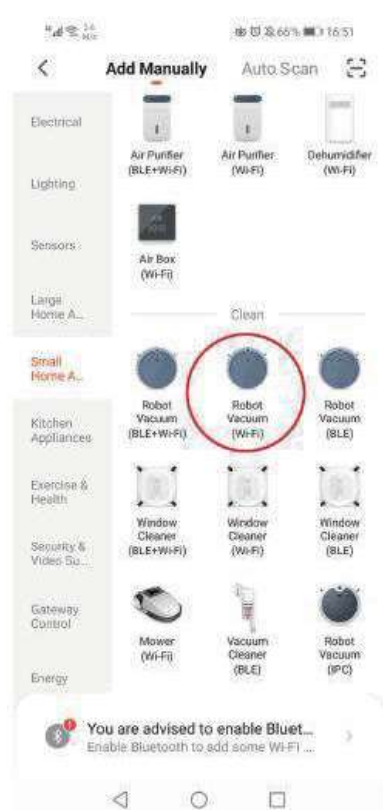 66% 16:51
Add Manually Auto Scan
Electrical
Lighting
Sensors
Large
Home A...
Small
Home A...
Kitchen
Appliances
Exercise &
Health
Security &
Video Su...
Gateway
Control
Energy
Air Purifier
(BLE+Wi-Fi)
Air Purifier
(Wi-Fi)
Dehumidifier
(Wi-Fi)
Air Box
(Wi-Fi)
Clean
Robot
Vacuum
(BLE+Wi-Fi)
Robot
Vacuum
(Wi-Fi)
Robot
Vacuum
(BLE)
Window
Cleaner
(BLE+Wi-Fi)
Window
Cleaner
(Wi-Fi)
Window
Cleaner
(BLE)
Mower
(Wi-Fi)
Vacuum
Cleaner
(BLE)
Robot
Vacuum
(IPC)
You are advised to enable Bluet...
Enable Bluetooth to add some Wi-Fi ...